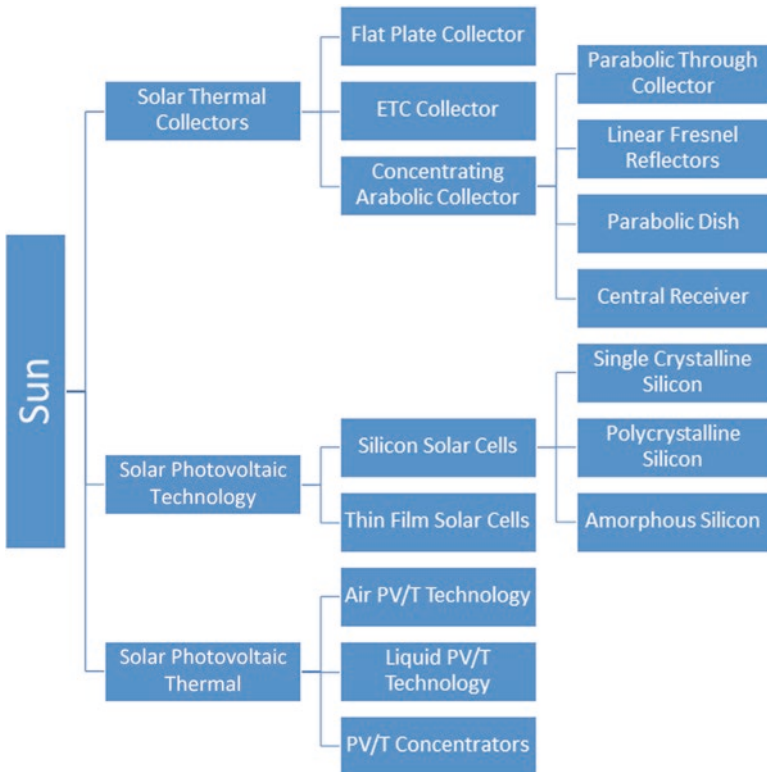 Sun
Solar Thermal
Collectors
Flat Plate Collector
ETC Collector
Concentrating
Arabolic Collector
Parabolic Through
Collector
Linear Fresnel
Reflectors
Parabolic Dish
Central Receiver
Solar Photovoltaic
Technology
Silicon Solar Cells
Single Crystalline
Silicon
Polycrystalline
Silicon
Amorphous Silicon
Thin Film Solar Cells
Solar Photovoltaic
Thermal
Air PV/T Technology
Liquid PV/T
Technology
PV/T Concentrators